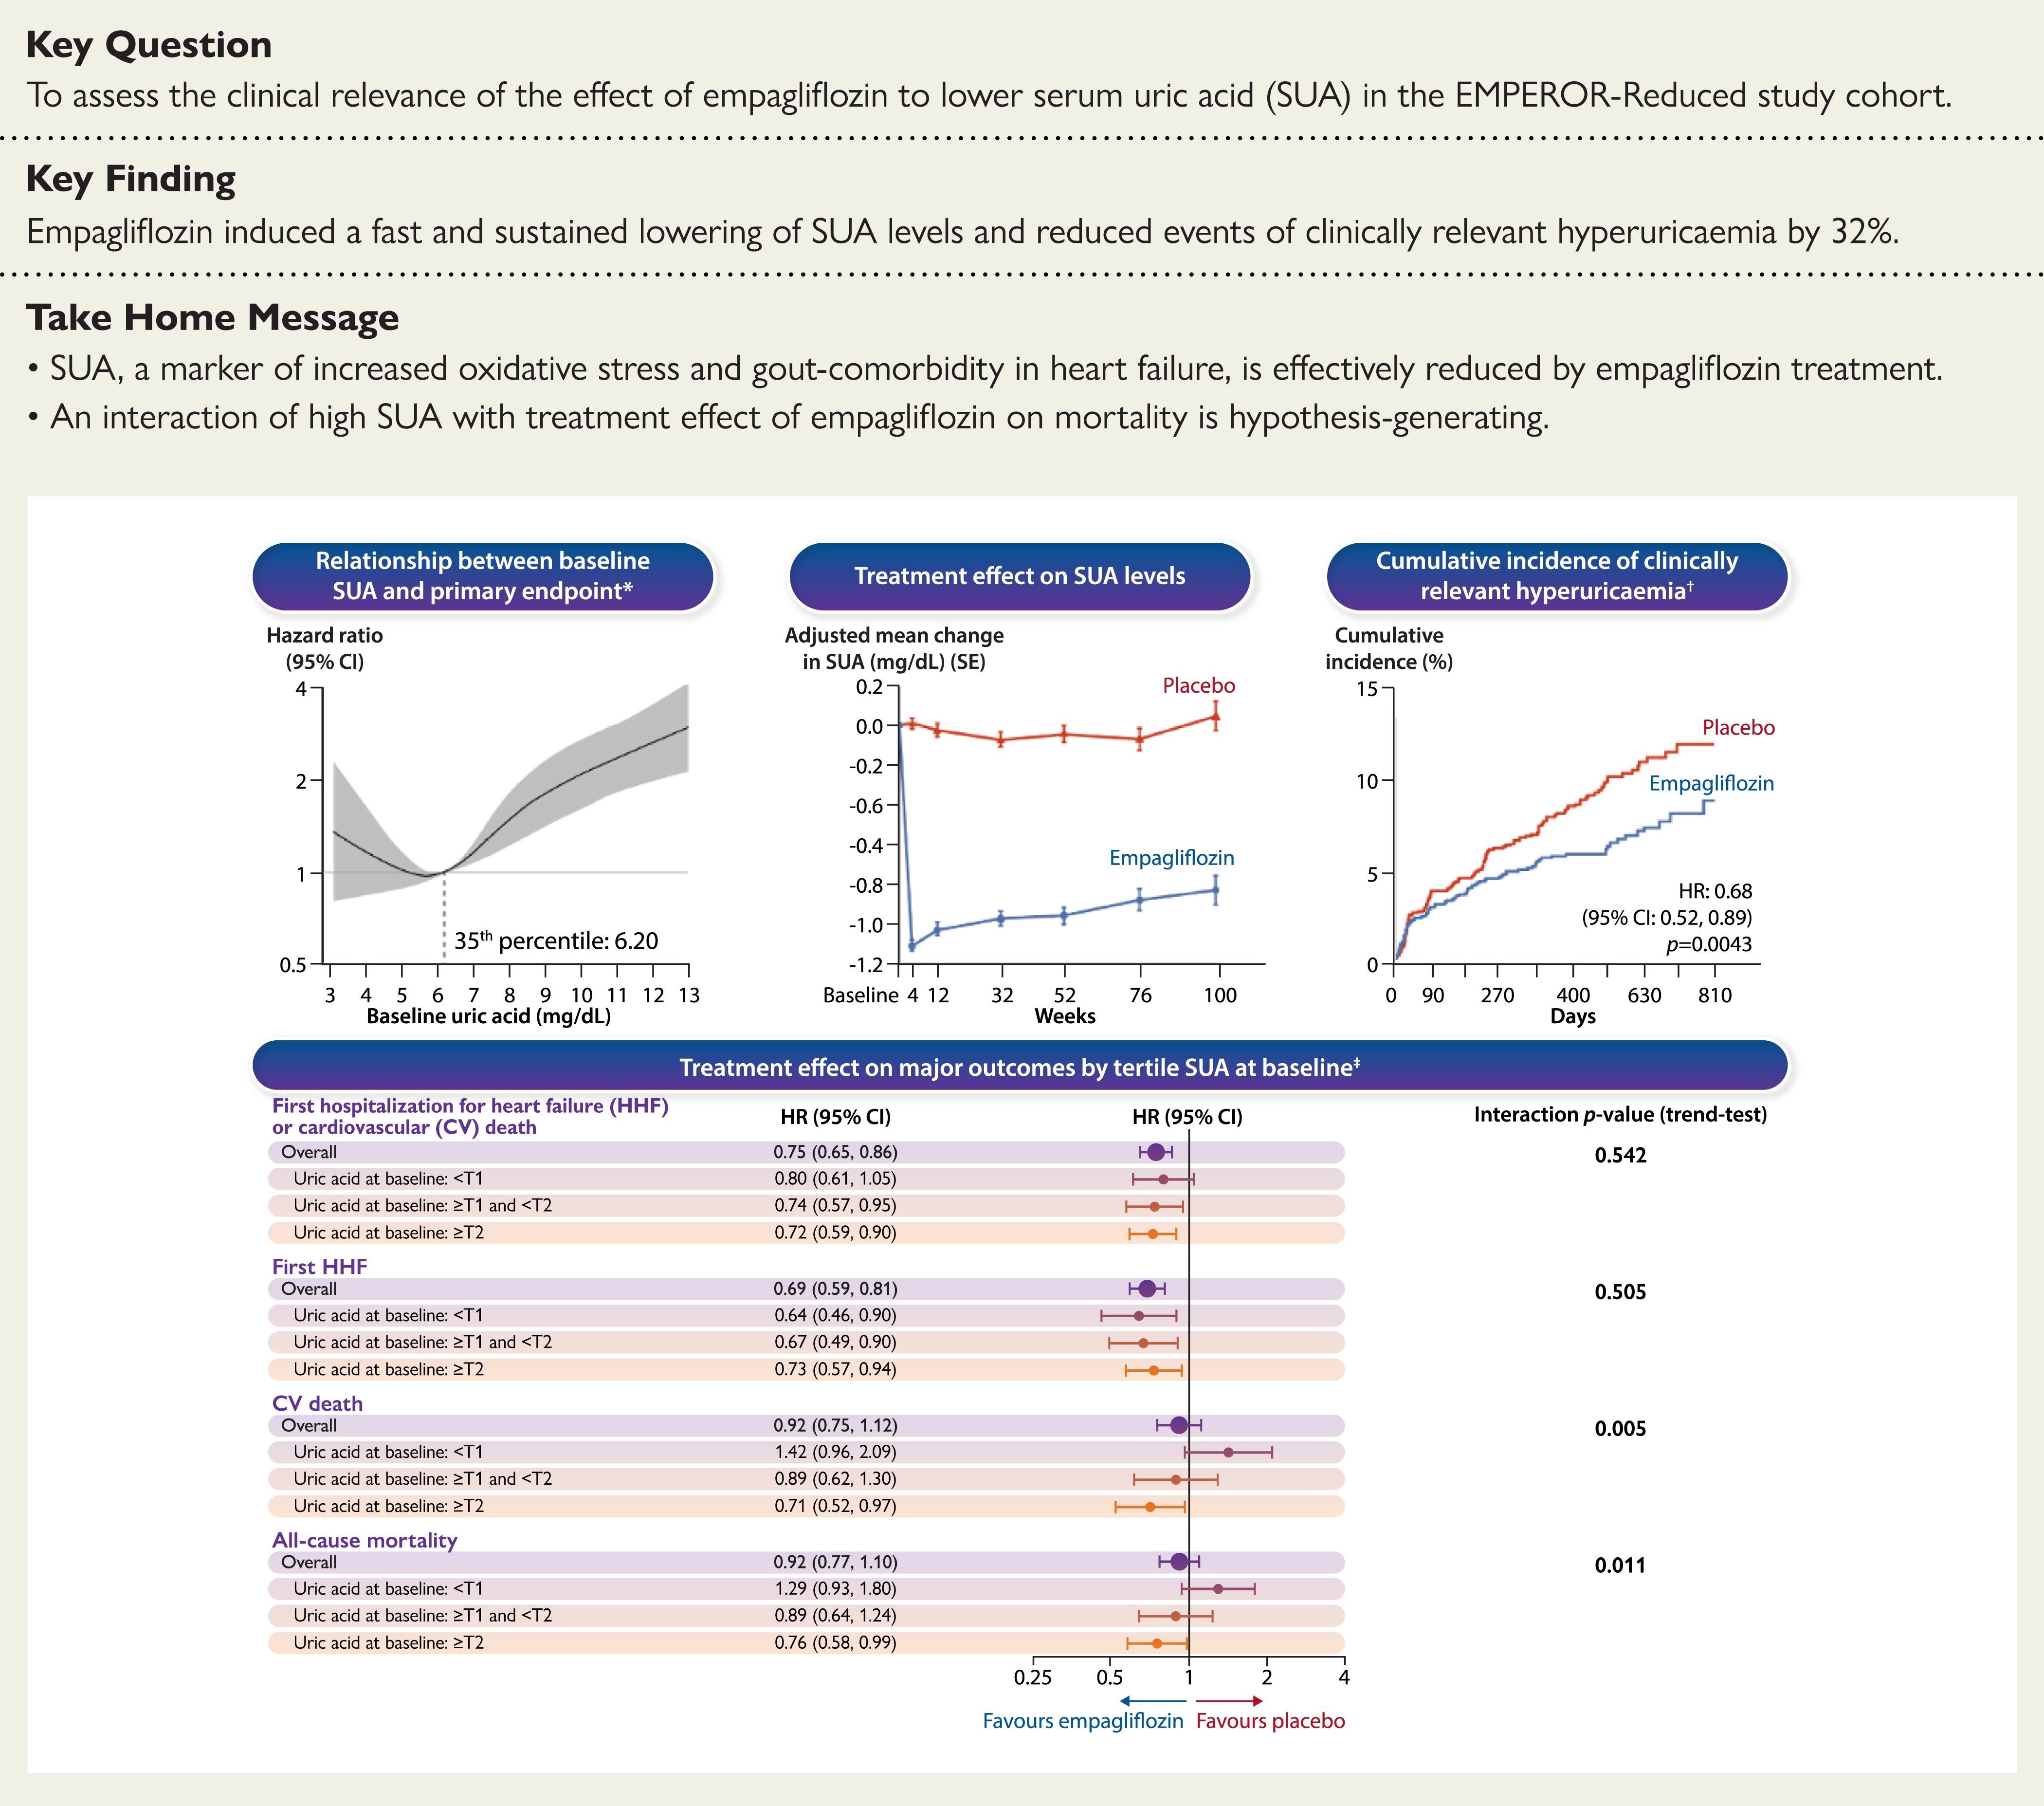 Key Question
To assess the clinical relevance of the effect of empagliflozin to lower serum uric acid (SUA) in the EMPEROR-Reduced study cohort.
Key Finding
Empagliflozin induced a fast and sustained lowering of SUA levels and reduced events of clinically relevant hyperuricaemia by 32%.
Take Home Message
• SUA, a marker of increased oxidative stress and gout-comorbidity in heart failure, is effectively reduced by empagliflozin treatment.
• An interaction of high SUA with treatment effect of empagliflozin on mortality is hypothesis-generating.
Relationship between baseline
SUA and primary endpoint*
Hazard ratio
(95% CI)
4
2
1
0.5
35th percentile: 6.20
3 4 5 6 7 8 9 10 11 12 13
Baseline uric acid (mg/dL)
Treatment effect on SUA levels
Adjusted mean change
in SUA (mg/dL) (SE)
0.2
0.0
-0.2
-0.6
-0.4
-0.8
-1.0
-1.2
Placebo
Empagliflozin
Baseline 4 12 32 52 76 100
Weeks
Cumulative incidence of clinically
relevant hyperuricaemia†
Cumulative
incidence (%)
15
10
5
0
Placebo
Empagliflozin
HR: 0.68
(95% CI: 0.52, 0.89)
p=0.0043
0 90 270 400 630 810
Days
Treatment effect on major outcomes by tertile SUA at baseline‡
First hospitalization for heart failure (HHF)
or cardiovascular (CV) death
HR (95% CI) HR (95% CI) Interaction p-value (trend-test)
Overall 0.75 (0.65, 0.86) 0.542
Uric acid at baseline: <T1 0.80 (0.61, 1.05)
Uric acid at baseline: ≥T1 and <T2 0.74 (0.57, 0.95)
Uric acid at baseline: ≥T2 0.72 (0.59, 0.90)
First HHF
Overall 0.69 (0.59, 0.81) 0.505
Uric acid at baseline: <T1 0.64 (0.46, 0.90)
Uric acid at baseline: ≥T1 and <T2 0.67 (0.49, 0.90)
Uric acid at baseline: ≥T2 0.73 (0.57, 0.94)
CV death
Overall 0.92 (0.75, 1.12) 0.005
Uric acid at baseline: <T1 1.42 (0.96, 2.09)
Uric acid at baseline: ≥T1 and <T2 0.89 (0.62, 1.30)
Uric acid at baseline: ≥T2 0.71 (0.52, 0.97)
All-cause mortality
Overall 0.92 (0.77, 1.10) 0.011
Uric acid at baseline: <T1 1.29 (0.93, 1.80)
Uric acid at baseline: ≥T1 and <T2 0.89 (0.64, 1.24)
Uric acid at baseline: ≥T2 0.76 (0.58, 0.99)
0.25 0.5 1 2 4
Favours empagliflozin Favours placebo